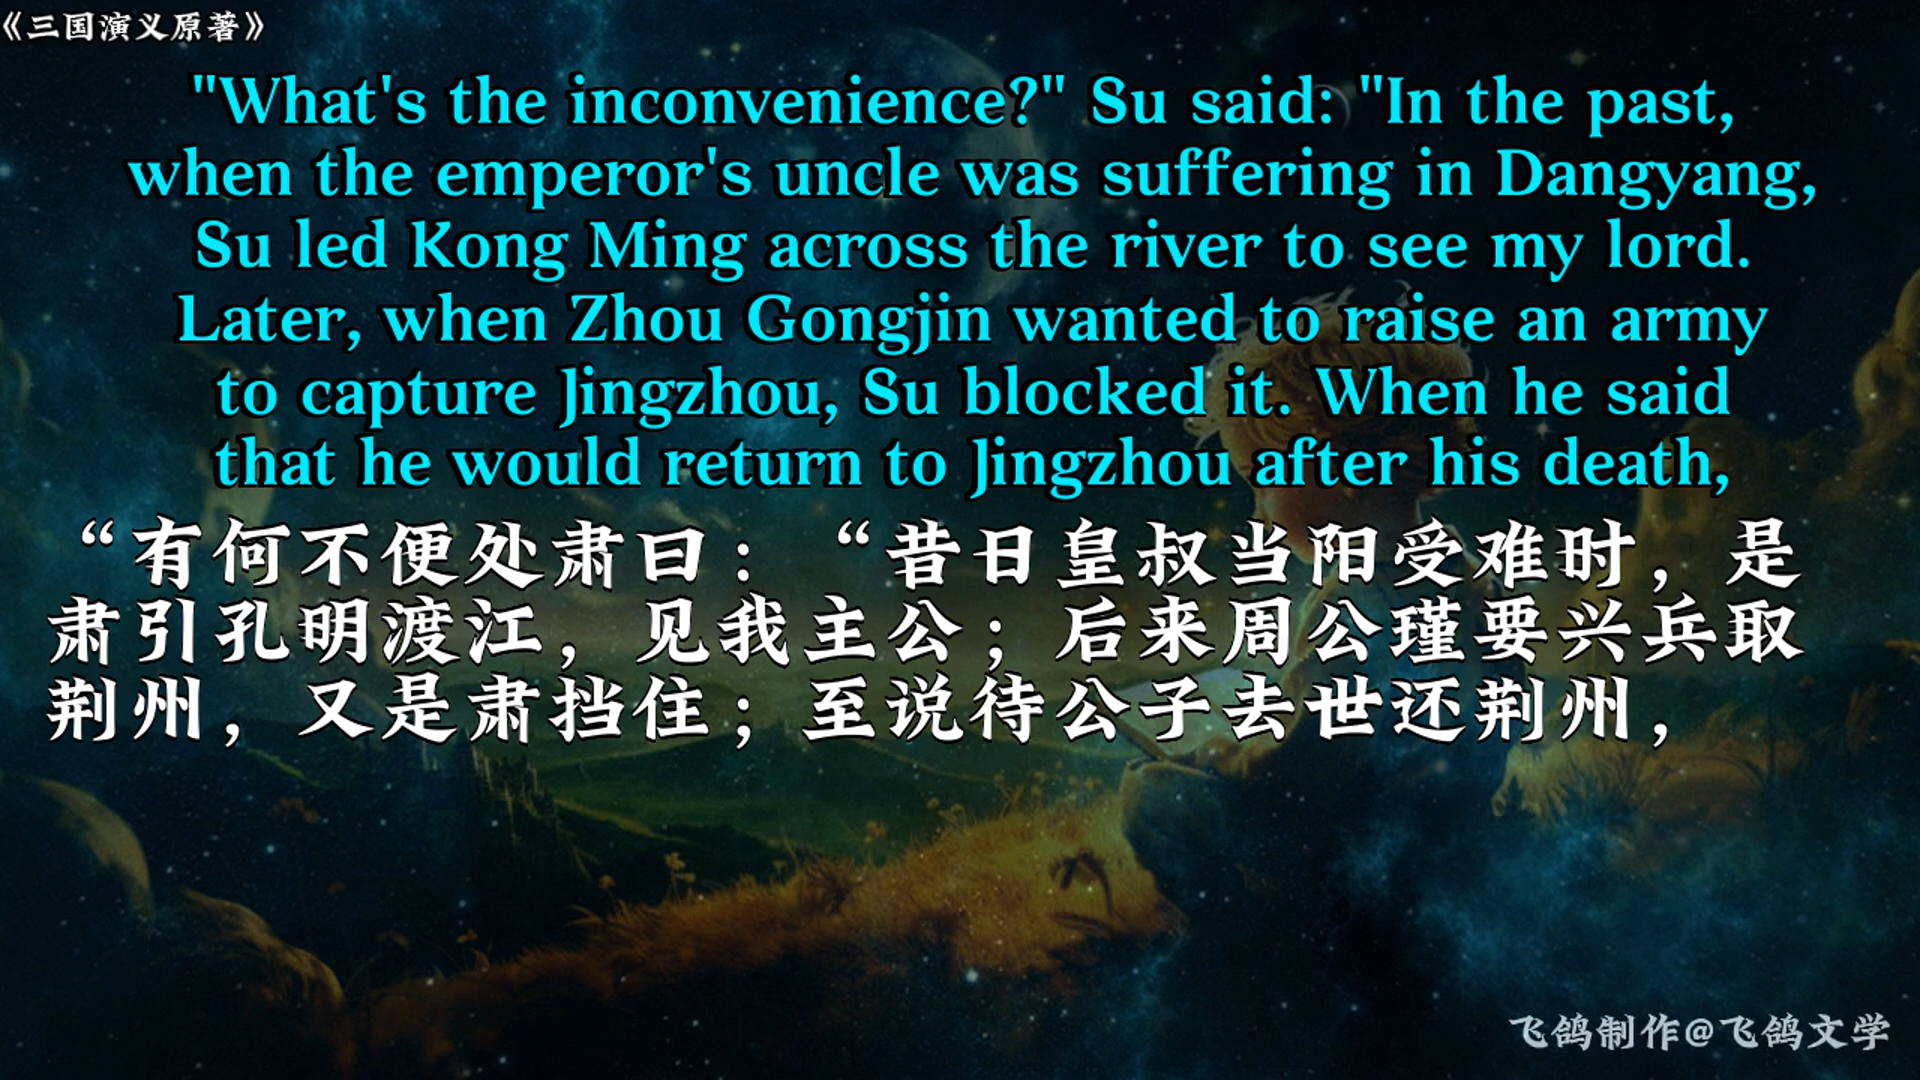 《三国演义原著》
"What's the inconvenience?" Su said: "In the past,
when the emperor's uncle was suffering in Dangyang,
Su led Kong Ming across the river to see my lord.
Later, when Zhou Gongjin wanted to raise an army
to capture Jingzhou, Su blocked it. When he said
that he would return to Jingzhou after his death,
“有何不便处肃曰：“昔日皇叔当阳受难时，是
肃引孔明渡江，见我主公；后来周公瑾要兴兵取
荆州，又是肃挡住；至说待公子去世还荆州，
飞鸽制作@飞鸽文学